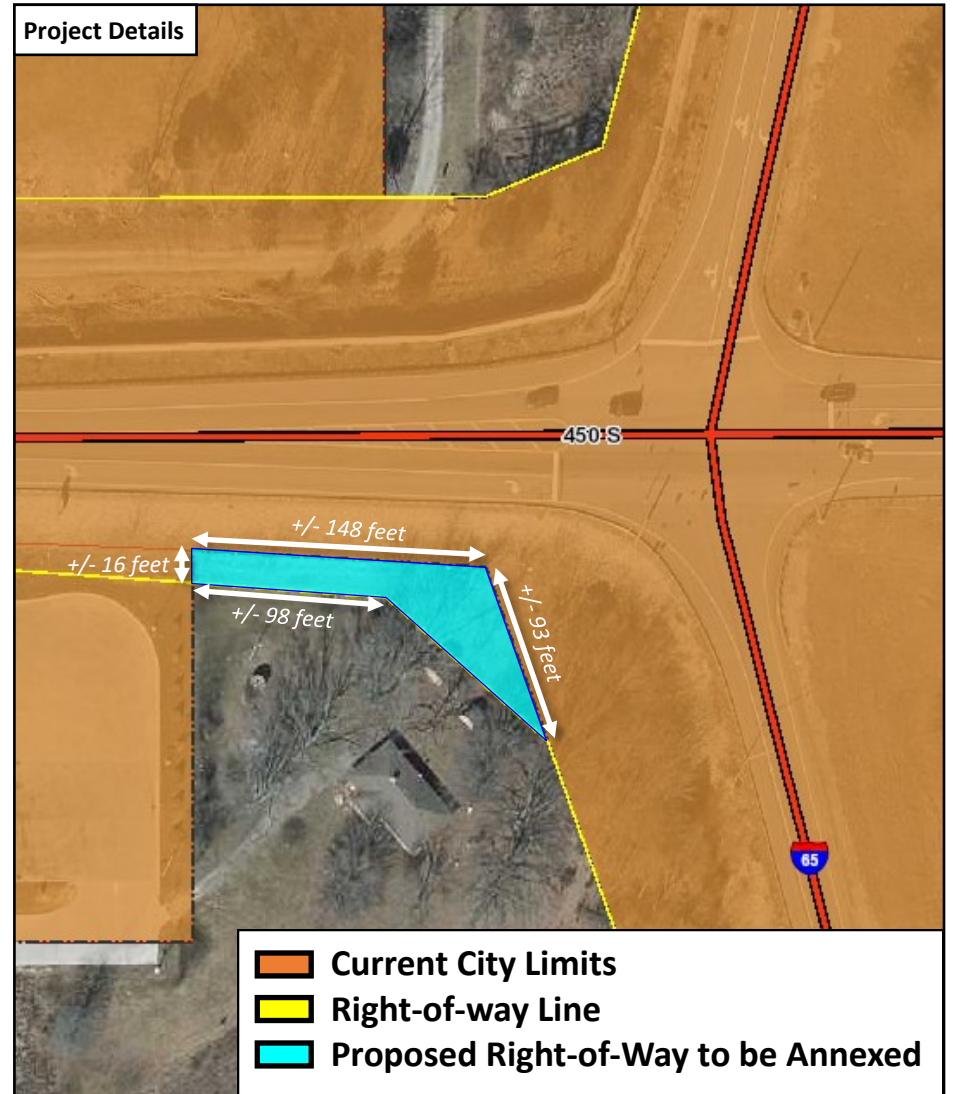 Project Details
450 S
+/- 148 feet
+/- 16 feet
+/- 98 feet
+/- 93 feet
65
Current City Limits
Right-of-way Line
Proposed Right-of-Way to be Annexed